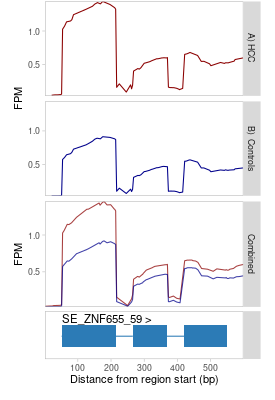 A) HCC
1.0
0.5
FPM
B) Controls
1.0
0.5
Combined
1.0
0.5
FPM
SE_ZNF655_59 >
100 200 300 400 500
Distance from region start (bp)